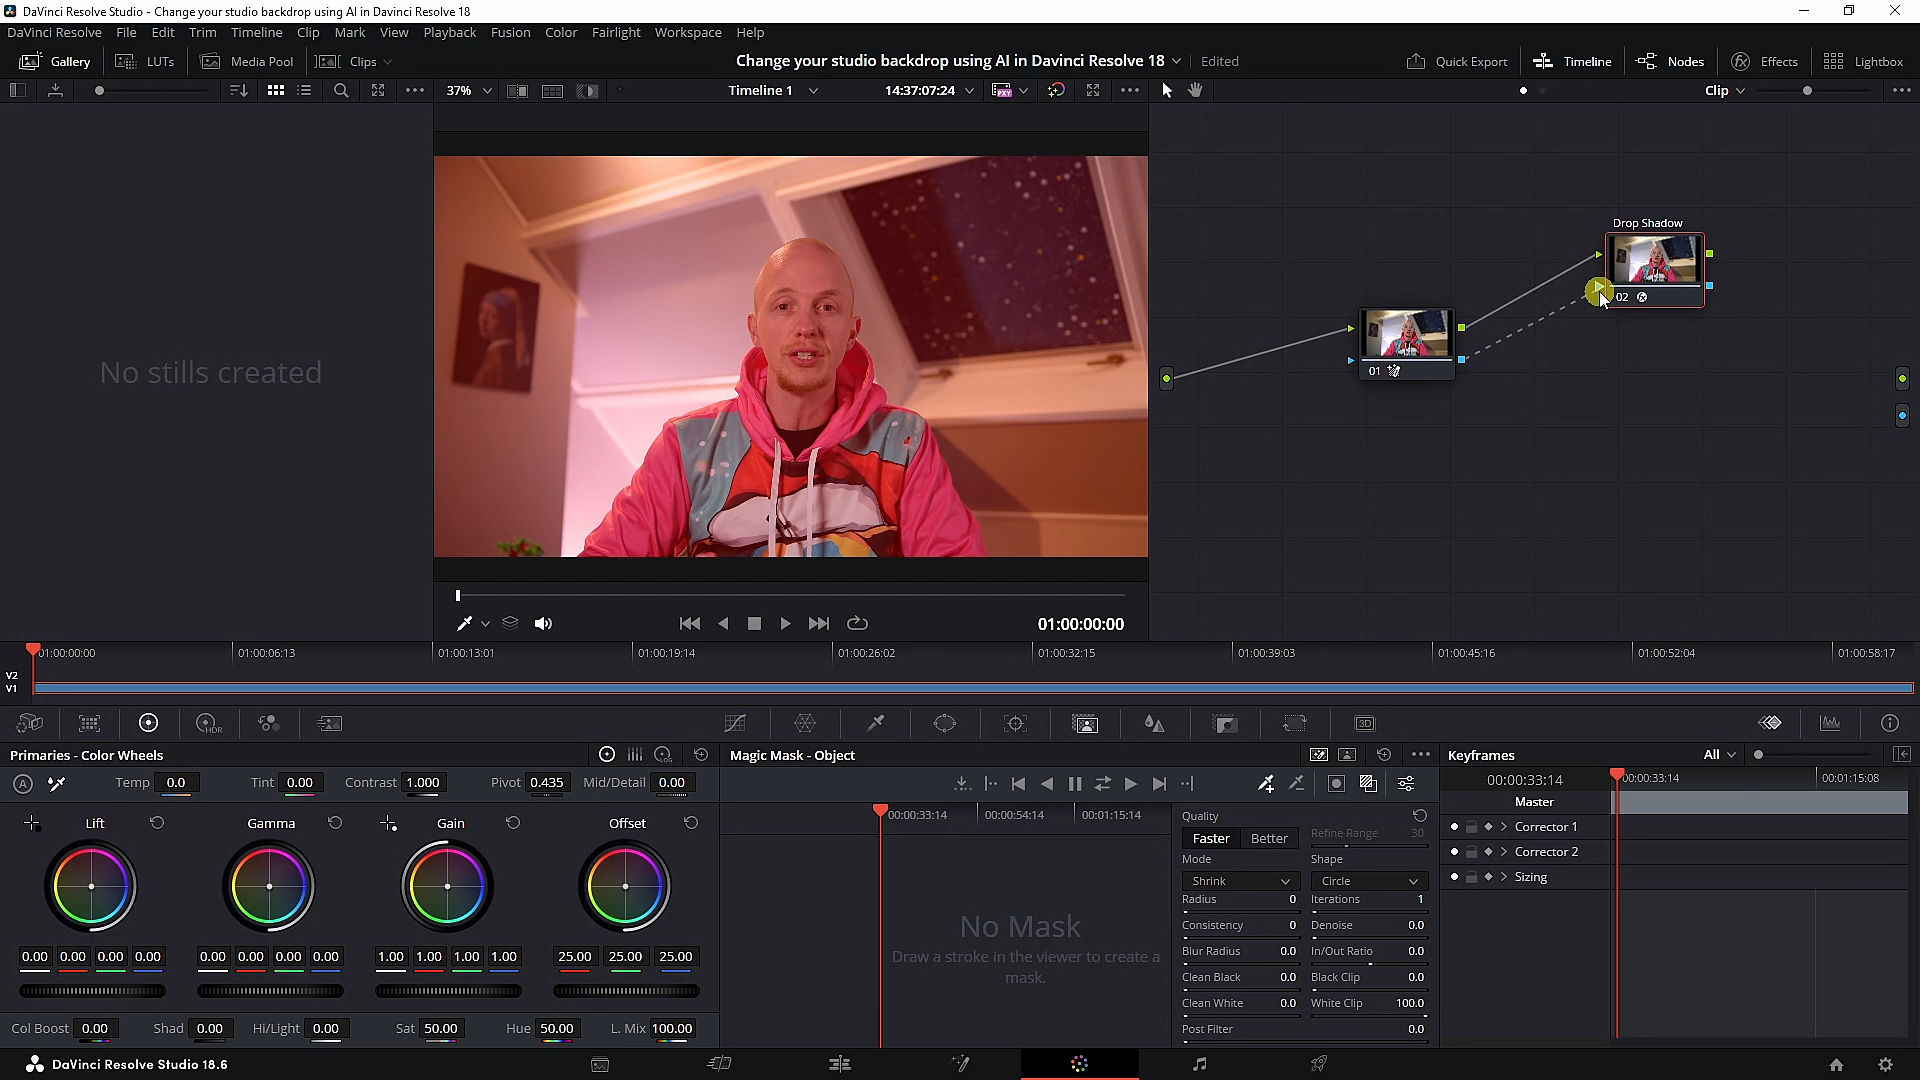 DaVinci Resolve Studio - Change your studio backdrop using AI in Davinci Resolve 18
DaVinci Resolve File Edit Trim Timeline Clip Mark View Playback Fusion Color Fairlight Workspace Help
Gallery LUTs Media Pool Clips Change your studio backdrop using AI in Davinci Resolve 18 Edited Quick Export Timeline Nodes Effects Lightbox
37% Timeline 1 14:37:07:24 PXY Clip
No stills created
Drop Shadow
02
01
01:00:00:00
01:00:00:00 01:00:06:13 01:00:13:01 01:00:19:14 01:00:26:02 01:00:32:15 01:00:39:03 01:00:45:16 01:00:52:04 01:00:58:17
V2
V1
HDR 3D
Primaries - Color Wheels LOG Magic Mask - Object Keyframes All
A Temp 0.0 Tint 0.00 Contrast 1.000 Pivot 0.435 Mid/Detail 0.00
00:00:33:14 00:00:33:14 00:01:15:08
Master
Lift Gamma Gain Offset
00:00:33:14 00:00:54:14 00:01:15:14
Quality
Faster Better Refine Range 30
Mode Shape
Shrink Circle
Radius 0 Iterations 1
Consistency 0 Denoise 0.0
Blur Radius 0.0 In/Out Ratio 0.0
Clean Black 0.0 Black Clip 0.0
Clean White 0.0 White Clip 100.0
Post Filter 0.0
Corrector 1
Corrector 2
Sizing
No Mask
Draw a stroke in the viewer to create a
mask.
0.00 0.00 0.00 0.00 0.00 0.00 0.00 0.00 1.00 1.00 1.00 1.00 25.00 25.00 25.00
Col Boost 0.00 Shad 0.00 Hi/Light 0.00 Sat 50.00 Hue 50.00 L. Mix 100.00
DaVinci Resolve Studio 18.6